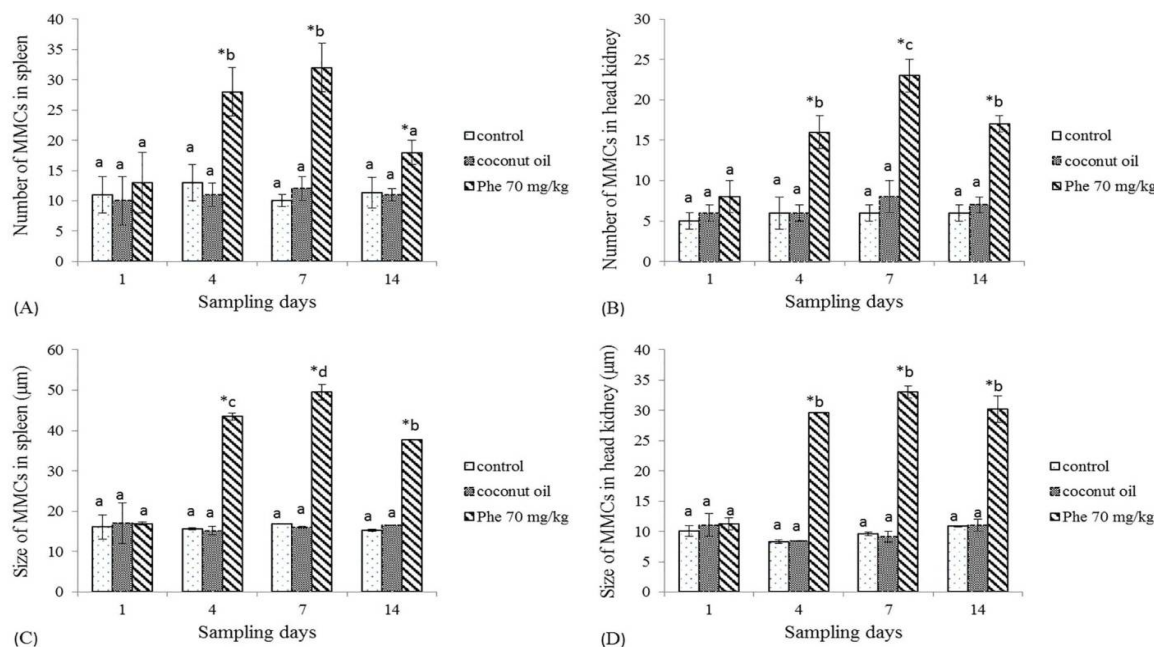 Number of MMCs in spleen
40
35
30
25
20
15
10
5
0
a a a
a a *b
a a *b
a a *a
1 4 7 14
Sampling days
control
coconut oil
Phe 70 mg/kg
(A)
Number of MMCs in head kidney
30
25
20
15
10
5
0
a a a
a a *b
a a *c
a a *b
1 4 7 14
Sampling days
control
coconut oil
Phe 70 mg/kg
(B)
Size of MMCs in spleen (μm)
60
50
40
30
20
10
0
a a a
a a *c
a a *d
a a *b
1 4 7 14
Sampling days
control
coconut oil
Phe 70 mg/kg
(C)
Size of MMCs in head kidney (μm)
40
35
30
25
20
15
10
5
0
a a a
a a *b
a a *b
a a *b
1 4 7 14
Sampling days
control
coconut oil
Phe 70 mg/kg
(D)